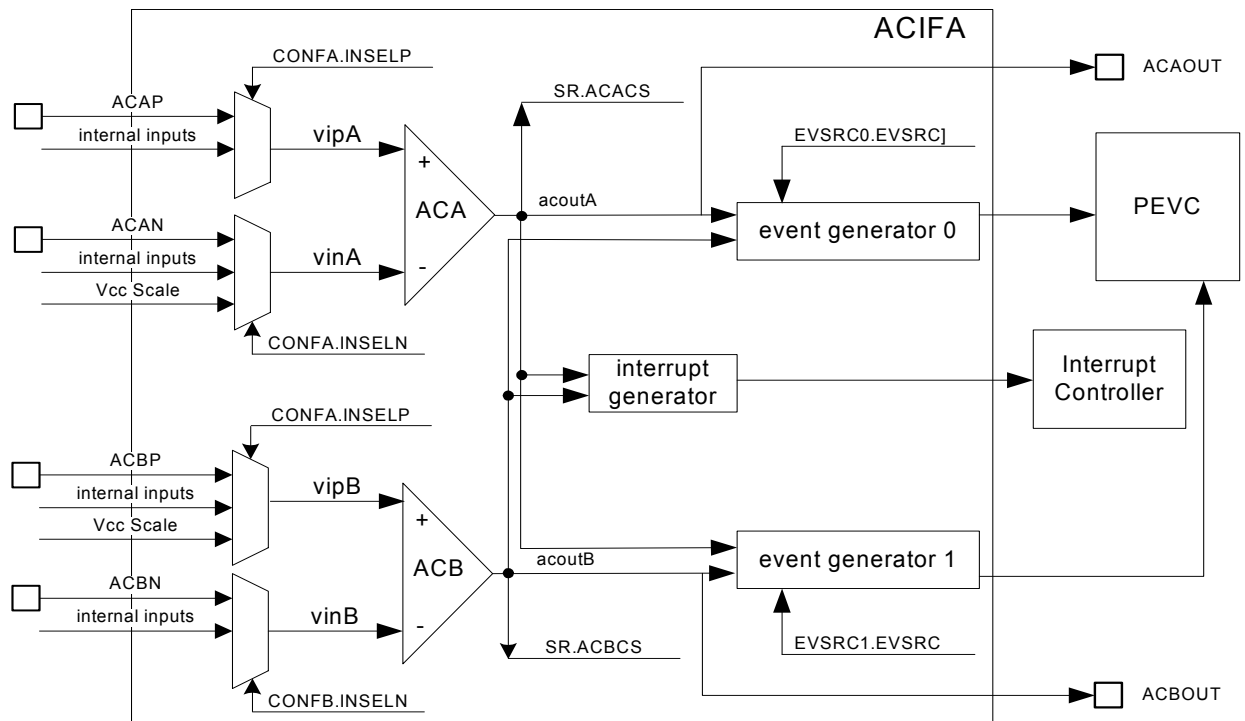 ACIFA
CONFA.INSELP
ACAP
internal inputs
vipA
SR.ACACS
ACAOUT
EVSRC0.EVSRC]
+
ACA
-
acoutA
event generator 0
PEVC
ACAN
internal inputs
Vcc Scale
vinA
CONFA.INSELN
interrupt
generator
Interrupt
Controller
CONFA.INSELP
ACBP
internal inputs
Vcc Scale
vipB
+
ACB
-
acoutB
event generator 1
ACBN
internal inputs
vinB
SR.ACBCS
EVSRC1.EVSRC
CONFB.INSELN
ACBOUT